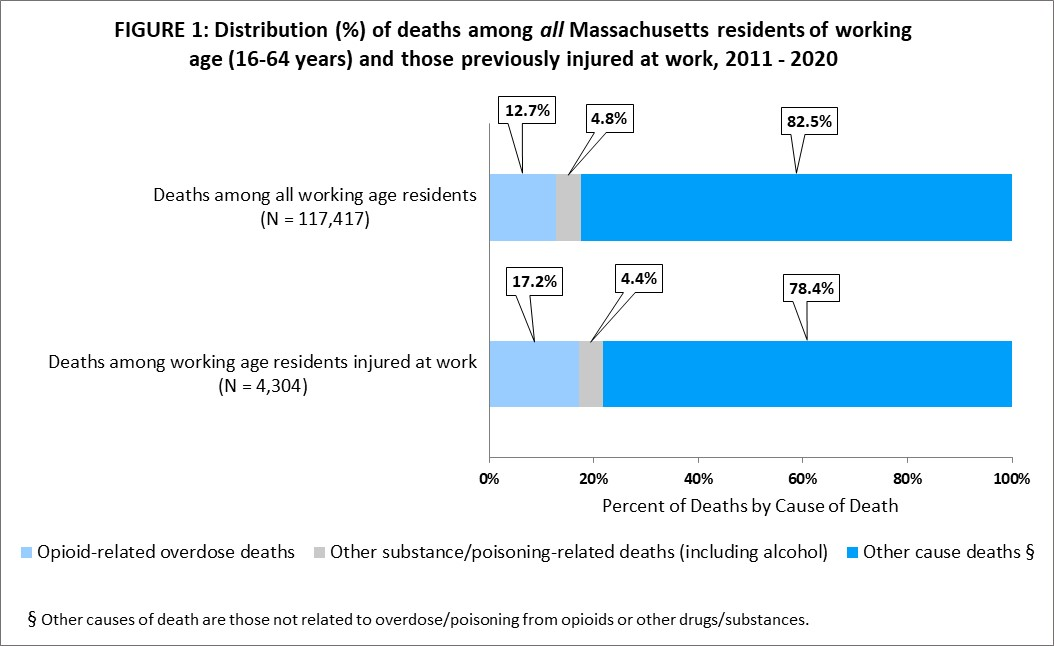 FIGURE 1: Distribution (%) of deaths among all Massachusetts residents of working
age (16-64 years) and those previously injured at work, 2011 - 2020
12.7%
4.8%
82.5%
Deaths among all working age residents
(N = 117,417)
17.2%
4.4%
78.4%
Deaths among working age residents injured at work
(N = 4,304)
0%
20%
40%
60%
80%
100%
Percent of Deaths by Cause of Death
Opioid-related overdose deaths
Other substance/poisoning-related deaths (including alcohol)
Other cause deaths §
§ Other causes of death are those not related to overdose/poisoning from opioids or other drugs/substances.